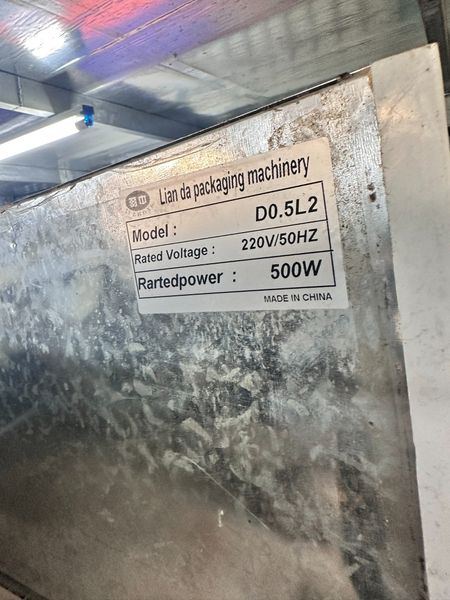 Lian da packaging machinery
Model : D0.5L2
Rated Voltage : 220V/50HZ
Rartedpower : 500W
MADE IN CHINA